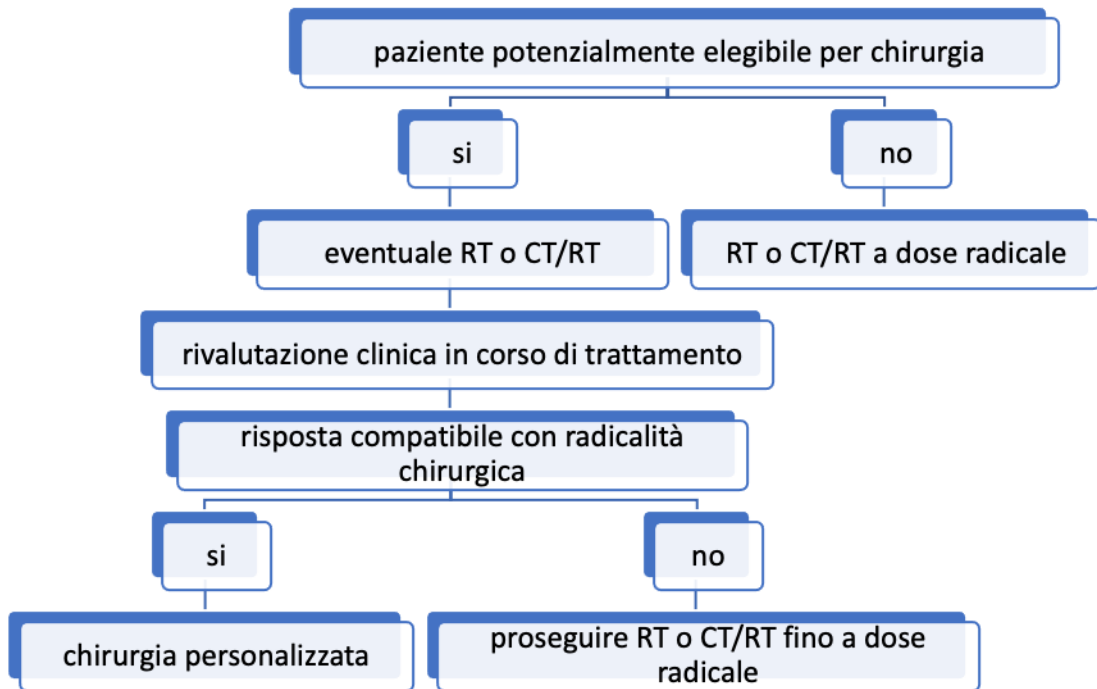 paziente potenzialmente elegibile per chirurgia
si
no
eventuale RT o CT/RT
RT o CT/RT a dose radicale
rivalutazione clinica in corso di trattamento
risposta compatibile con radicalità
chirurgica
si
no
chirurgia personalizzata
proseguire RT o CT/RT fino a dose
radicale